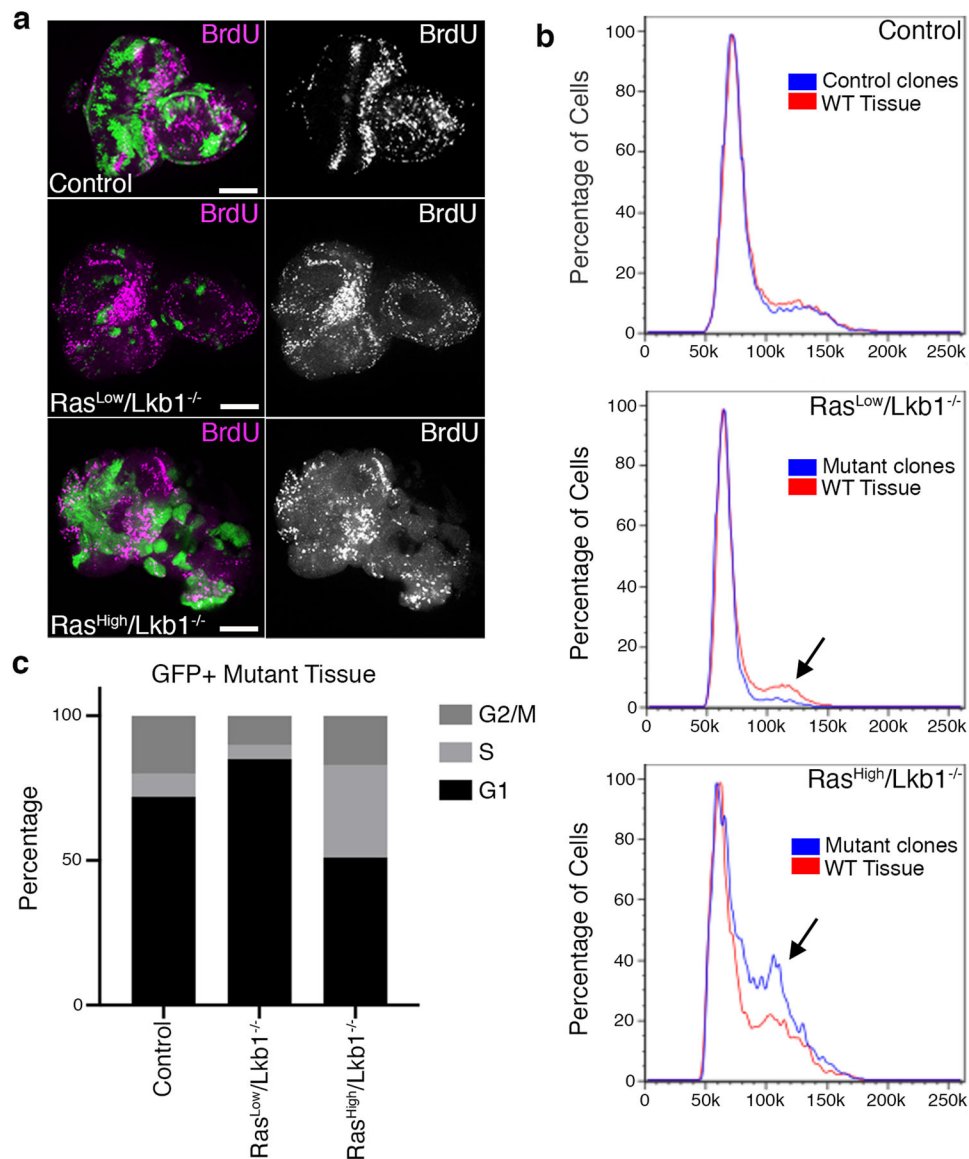 a
BrdU
BrdU
Control
BrdU
BrdU
Ras^Low/Lkb1^-/-
BrdU
BrdU
Ras^High/Lkb1^-/-
b
Control
Control clones
WT Tissue
Percentage of Cells
100
80
60
40
20
0
0 50k 100k 150k 200k 250k
Ras^Low/Lkb1^-/-
Mutant clones
WT Tissue
Percentage of Cells
100
80
60
40
20
0
0 50k 100k 150k 200k 250k
Ras^High/Lkb1^-/-
Mutant clones
WT Tissue
Percentage of Cells
100
80
60
40
20
0
0 50k 100k 150k 200k 250k
c
GFP+ Mutant Tissue
G2/M
S
G1
Percentage
100
50
0
Control
Ras^Low/Lkb1^-/-
Ras^High/Lkb1^-/-